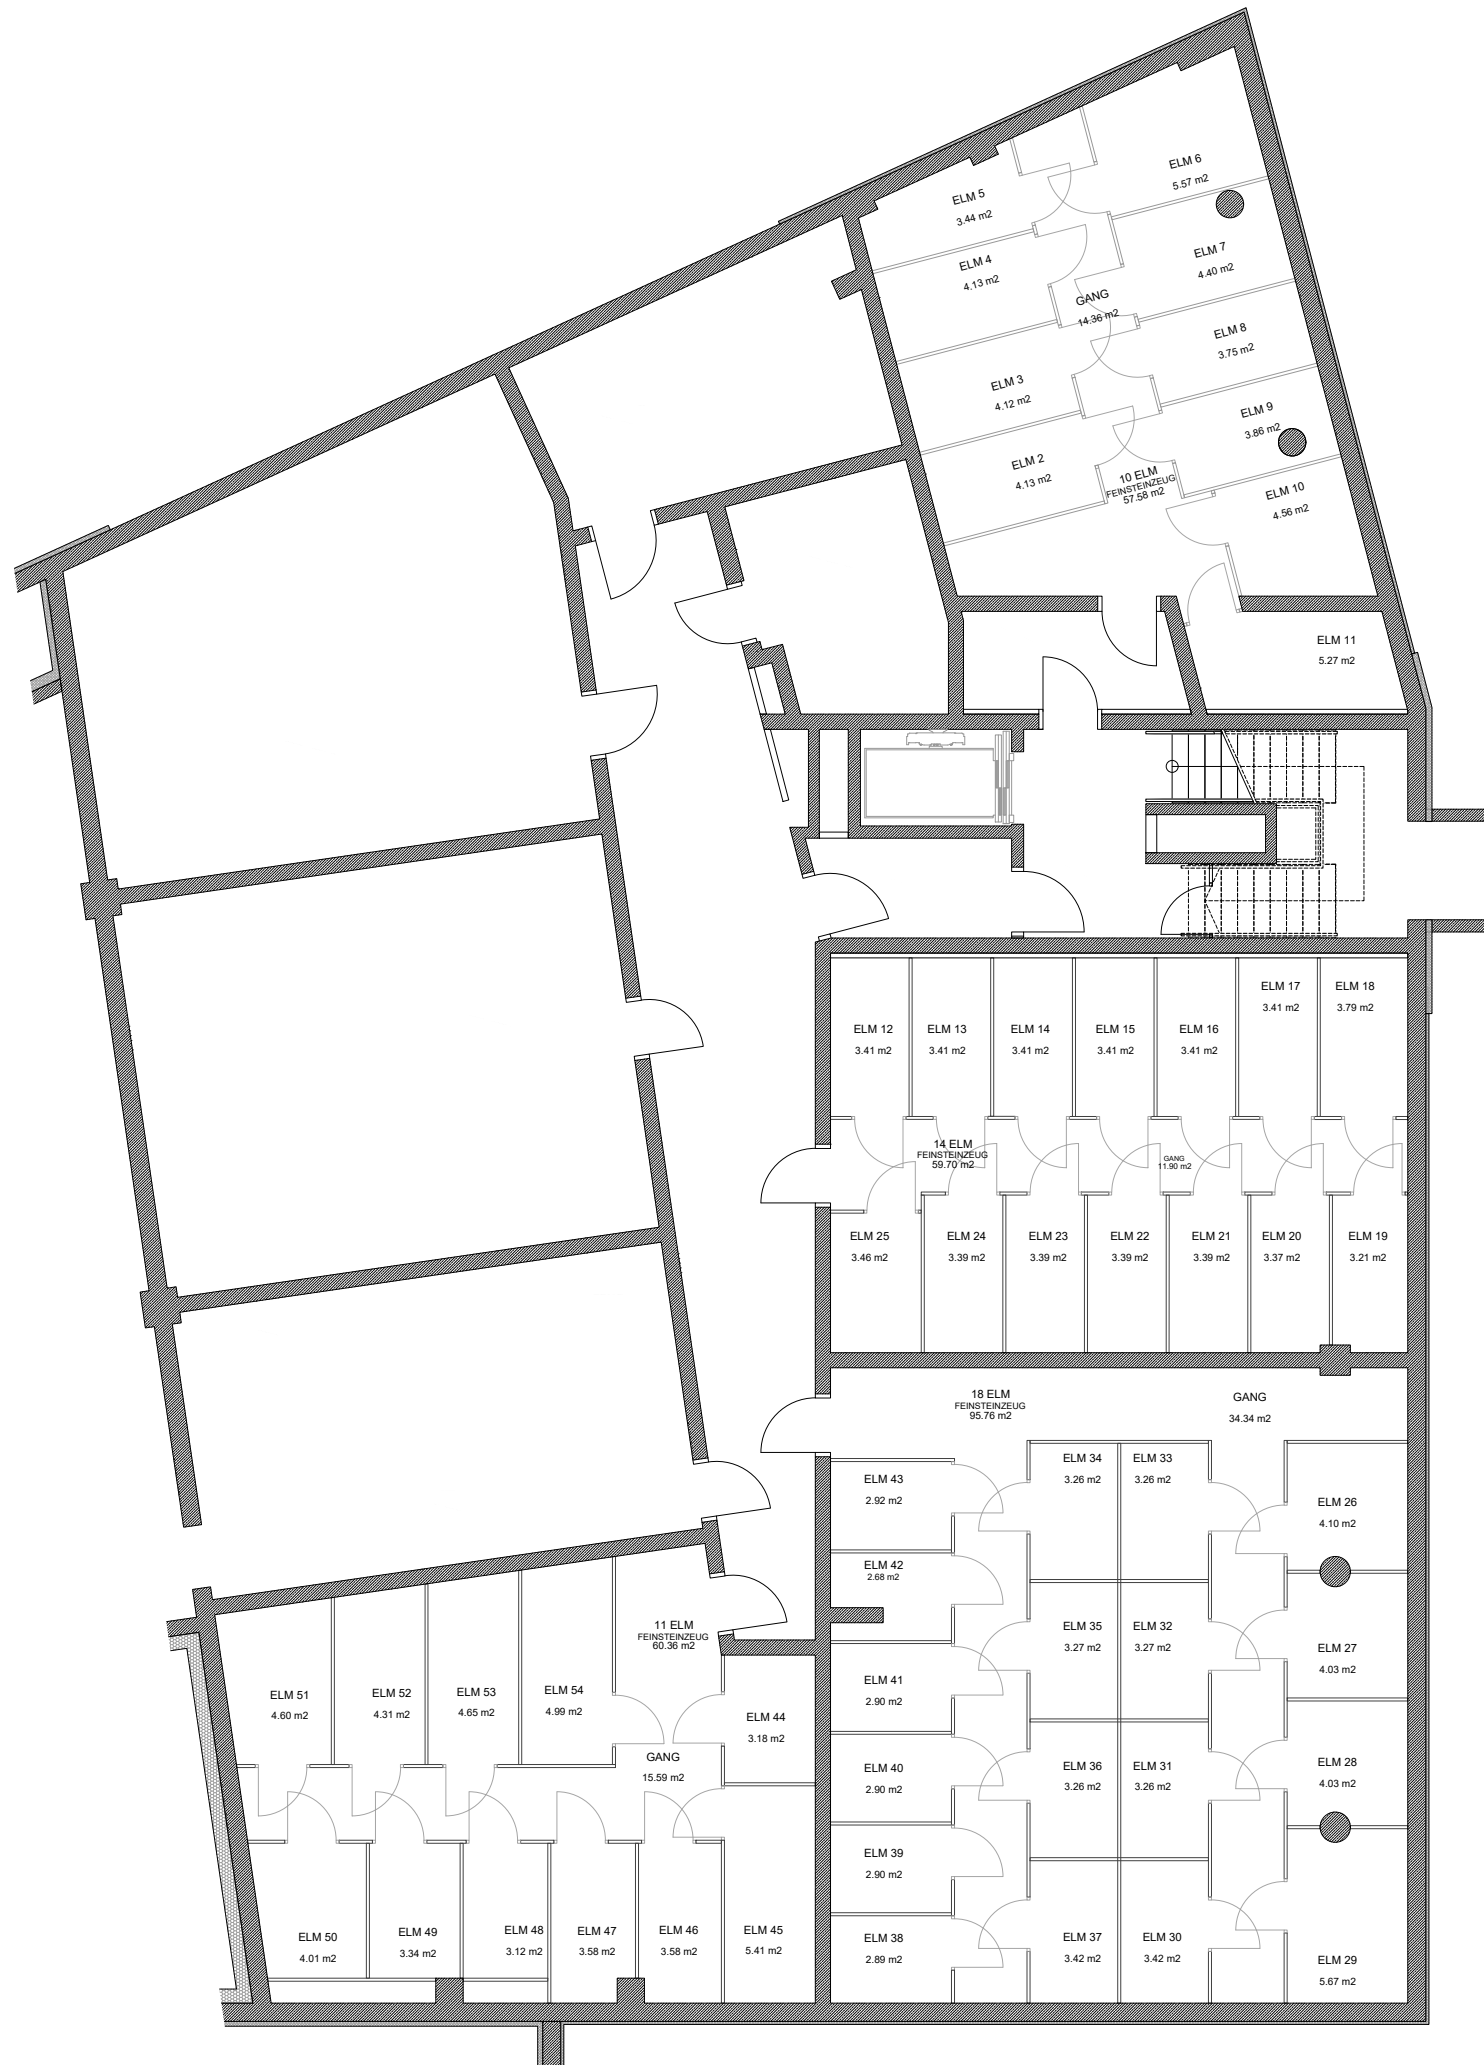 ELM 6
5.57 m2
ELM 5
3.44 m2
ELM 7
4.40 m2
ELM 4
4.13 m2
GANG
14.36 m2
ELM 8
3.75 m2
ELM 3
4.12 m2
ELM 9
3.86 m2
ELM 2
4.13 m2
10 ELM
FEINSTEINZEUG
57.58 m2
ELM 10
4.56 m2
ELM 11
5.27 m2
ELM 12
3.41 m2
ELM 13
3.41 m2
ELM 14
3.41 m2
ELM 15
3.41 m2
ELM 16
3.41 m2
ELM 17
3.41 m2
ELM 18
3.79 m2
14 ELM
FEINSTEINZEUG
59.70 m2
GANG
11.90 m2
ELM 25
3.46 m2
ELM 24
3.39 m2
ELM 23
3.39 m2
ELM 22
3.39 m2
ELM 21
3.39 m2
ELM 20
3.37 m2
ELM 19
3.21 m2
18 ELM
FEINSTEINZEUG
95.76 m2
GANG
34.34 m2
ELM 43
2.92 m2
ELM 34
3.26 m2
ELM 33
3.26 m2
ELM 26
4.10 m2
ELM 42
2.68 m2
ELM 35
3.27 m2
ELM 32
3.27 m2
ELM 27
4.03 m2
ELM 41
2.90 m2
ELM 40
2.90 m2
ELM 36
3.26 m2
ELM 31
3.26 m2
ELM 28
4.03 m2
ELM 39
2.90 m2
ELM 38
2.89 m2
ELM 37
3.42 m2
ELM 30
3.42 m2
ELM 29
5.67 m2
11 ELM
FEINSTEINZEUG
60.36 m2
ELM 51
4.60 m2
ELM 52
4.31 m2
ELM 53
4.65 m2
ELM 54
4.99 m2
ELM 44
3.18 m2
GANG
15.59 m2
ELM 50
4.01 m2
ELM 49
3.34 m2
ELM 48
3.12 m2
ELM 47
3.58 m2
ELM 46
3.58 m2
ELM 45
5.41 m2